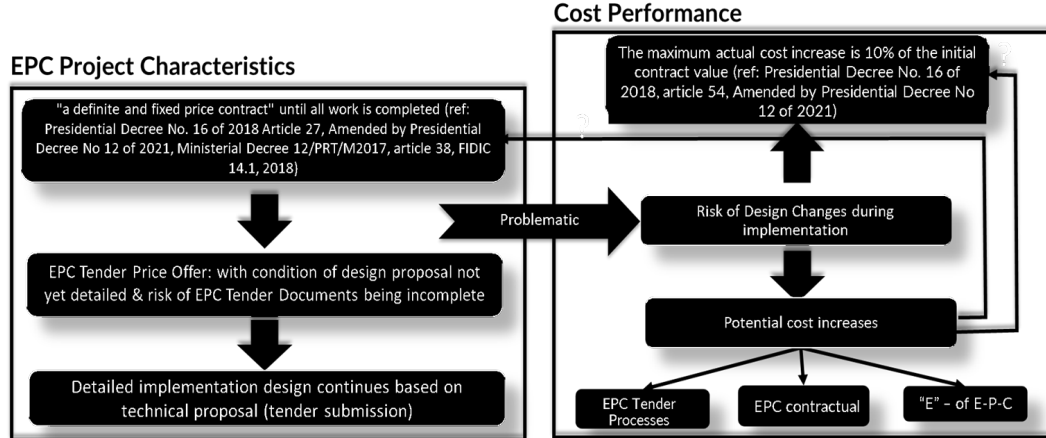 EPC Project Characteristics
"a definite and fixed price contract" until all work is completed (ref:
Presidential Decree No. 16 of 2018 Article 27, Amended by Presidential
Decree No 12 of 2021, Ministerial Decree 12/PRT/M2017, article 38, FIDIC
14.1, 2018)
EPC Tender Price Offer: with condition of design proposal not
yet detailed & risk of EPC Tender Documents being incomplete
Detailed implementation design continues based on
technical proposal (tender submission)
Problematic
Cost Performance
The maximum actual cost increase is 10% of the initial
contract value (ref: Presidential Decree No. 16 of
2018, article 54, Amended by Presidential Decree No
12 of 2021)
?
?
Risk of Design Changes during
implementation
Potential cost increases
EPC Tender
Processes
EPC contractual
"E" – of E-P-C